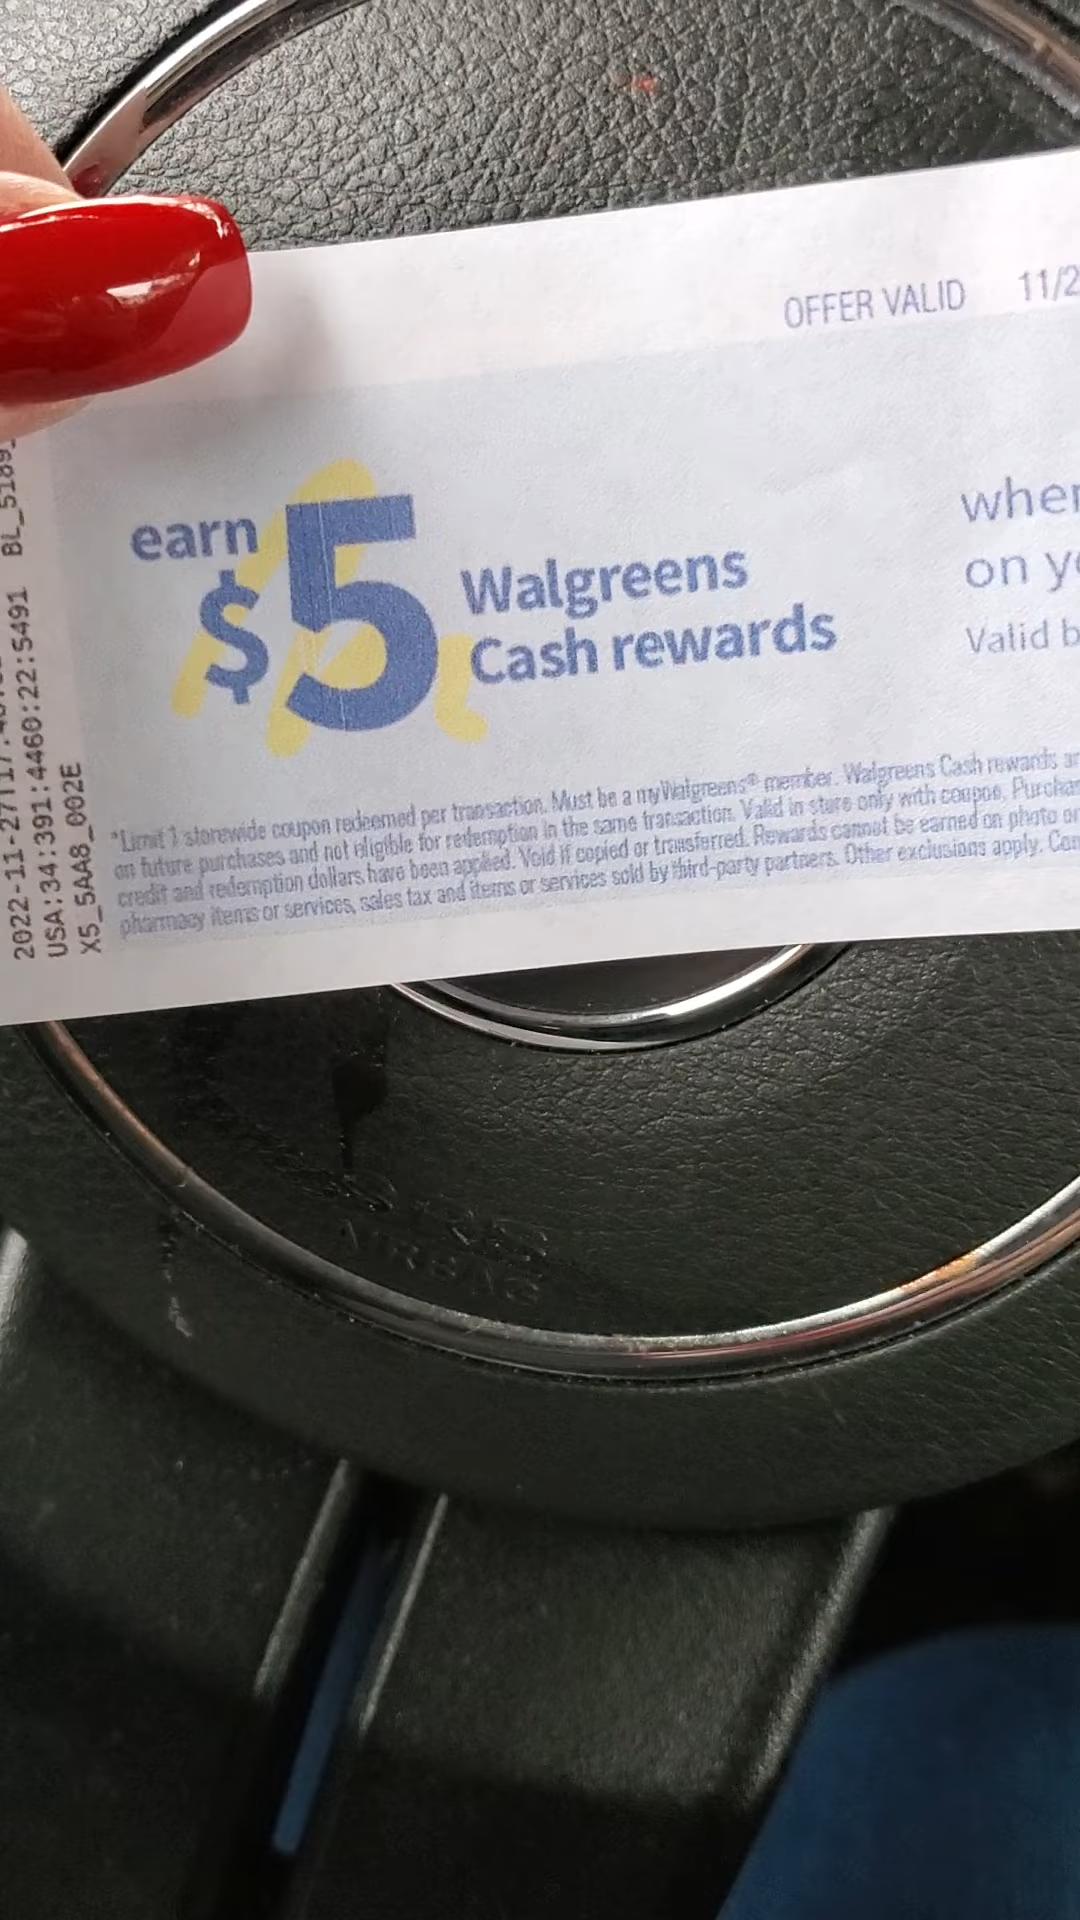 OFFER VALID 11/2
earn
$5
Walgreens
Cash rewards
when
on yo
Valid b
*Limit 1 storewide coupon redeemed per transaction. Must be a myWalgreens® member. Walgreens Cash rewards ar
on future purchases and not eligible for redemption in the same transaction. Valid in store only with coupon. Purchas
credit and redemption dollars have been applied. Void if copied or transferred. Rewards cannot be earned on photo or
pharmacy items or services, sales tax and items or services sold by third-party partners. Other exclusions apply.
BL_5189_
2022-11-27T17:
USA:34:391:4460:22:5491
X5_5AA8_002E
AIRBAG